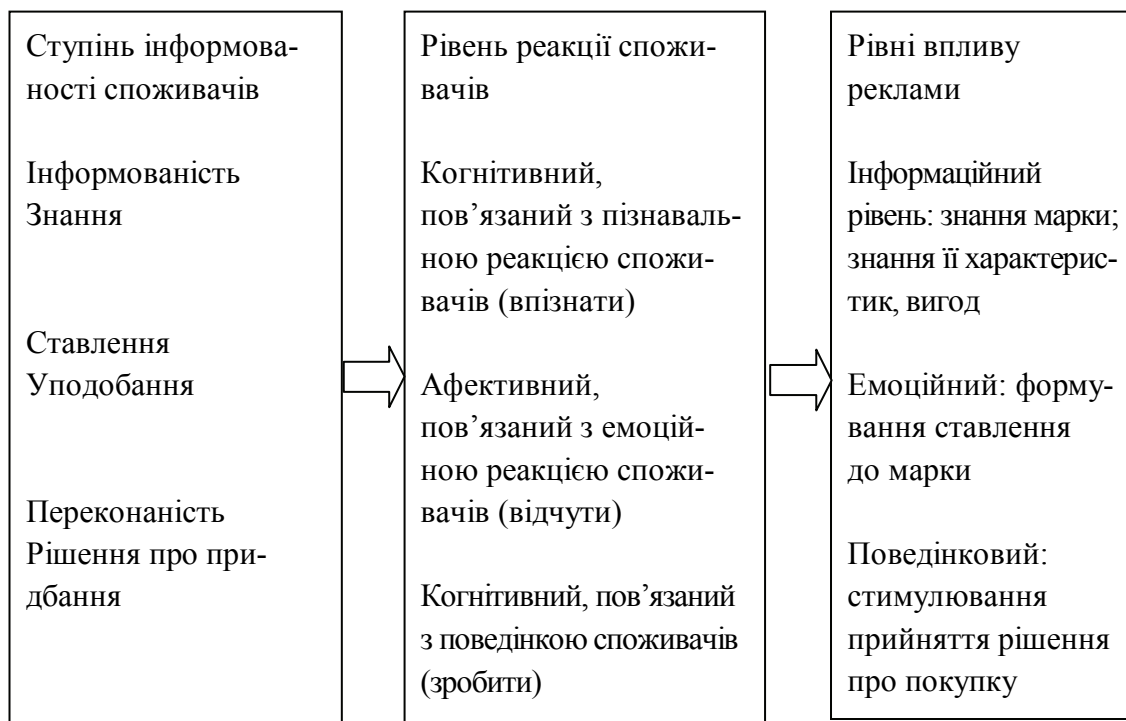 Ступінь інформова-
ності споживачів
Інформованість
Знання
Ставлення
Уподобання
Переконаність
Рішення про при-
дбання
Рівень реакції спожи-
вачів
Когнітивний,
пов’язаний з пізнаваль-
ною реакцією спожи-
вачів (впізнати)
Афективний,
пов’язаний з емоцій-
ною реакцією спожи-
вачів (відчути)
Когнітивний, пов’язаний
з поведінкою споживачів
(зробити)
Рівні впливу
реклами
Інформаційний
рівень: знання марки;
знання її характерис-
тик, вигод
Емоційний: форму-
вання ставлення
до марки
Поведінковий:
стимулювання
прийняття рішення
про покупку